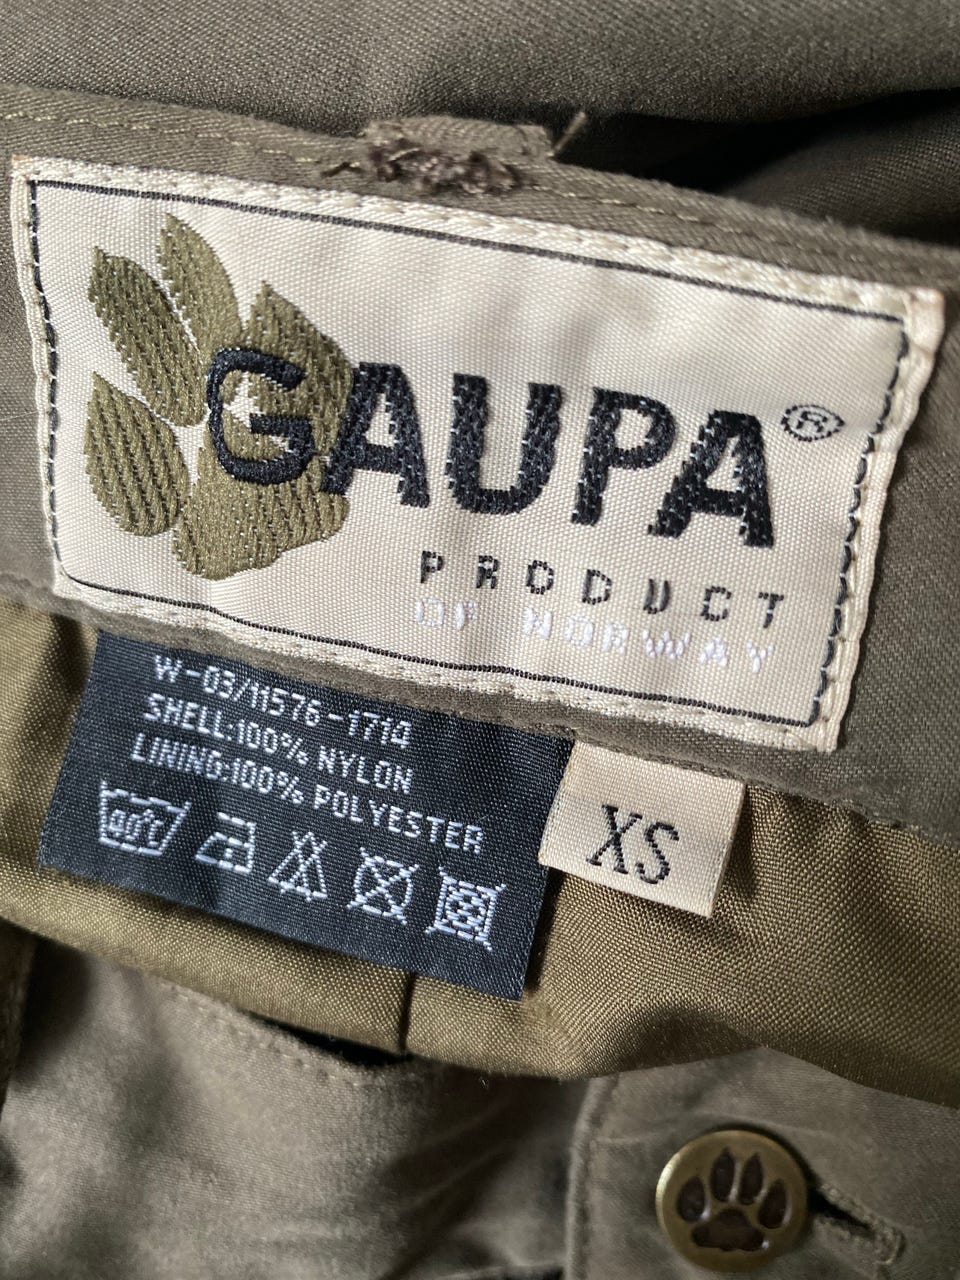 GAUPA®
PRODUCT
OF NORWAY
W-03/11576-1714
SHELL:100% NYLON
LINING:100% POLYESTER
40°C
XS